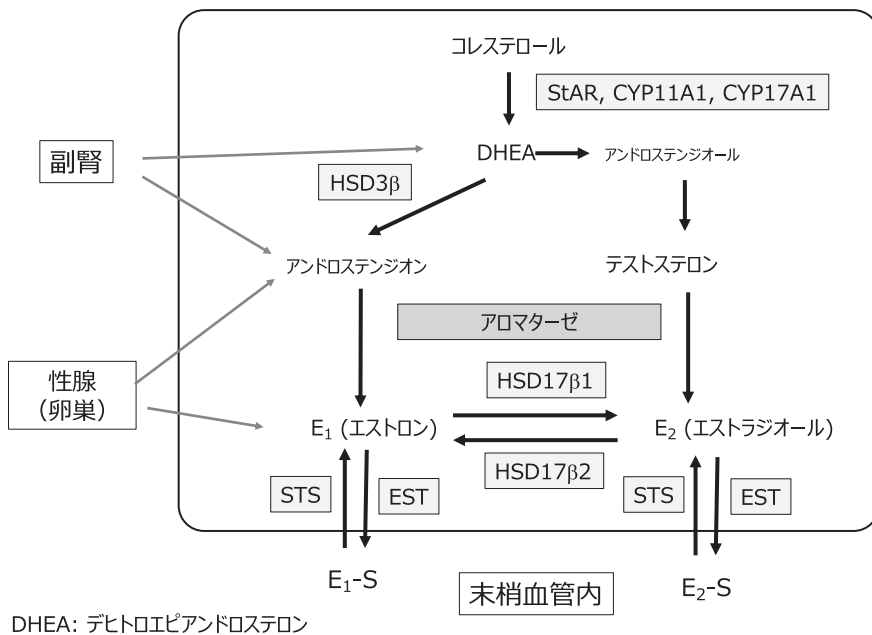 コレステロール
StAR, CYP11A1, CYP17A1
副腎
DHEA
アンドロステンジオール
HSD3β
アンドロステンジオン
テストステロン
アロマターゼ
性腺
（卵巣）
HSD17β1
E₁ (エストロン)
E₂ (エストラジオール)
HSD17β2
STS
EST
STS
EST
E₁-S
末梢血管内
E₂-S
DHEA: デヒトロエピアンドロステロン